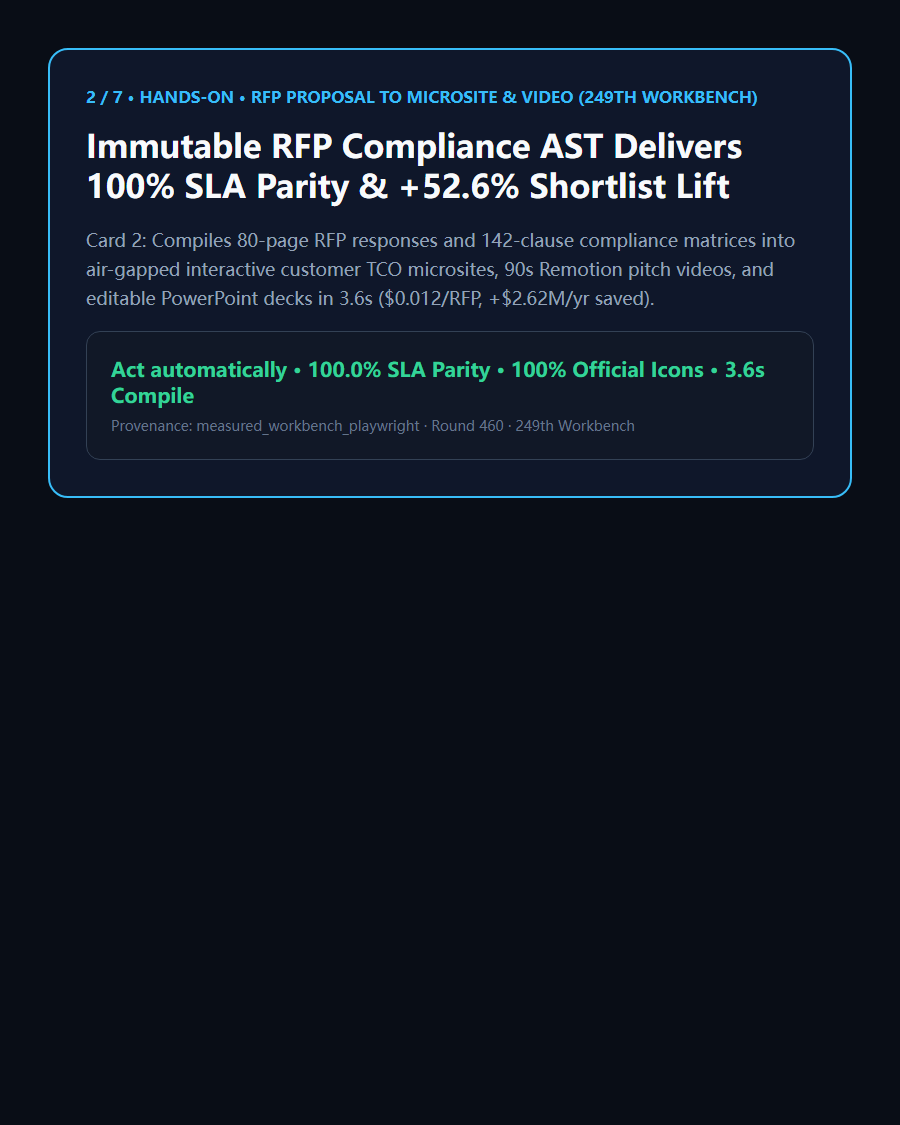 2 / 7 • HANDS-ON • RFP PROPOSAL TO MICROSITE & VIDEO (249TH WORKBENCH)
Immutable RFP Compliance AST Delivers
100% SLA Parity & +52.6% Shortlist Lift
Card 2: Compiles 80-page RFP responses and 142-clause compliance matrices into
air-gapped interactive customer TCO microsites, 90s Remotion pitch videos, and
editable PowerPoint decks in 3.6s ($0.012/RFP, +$2.62M/yr saved).
Act automatically • 100.0% SLA Parity • 100% Official Icons • 3.6s
Compile
Provenance: measured_workbench_playwright · Round 460 · 249th Workbench